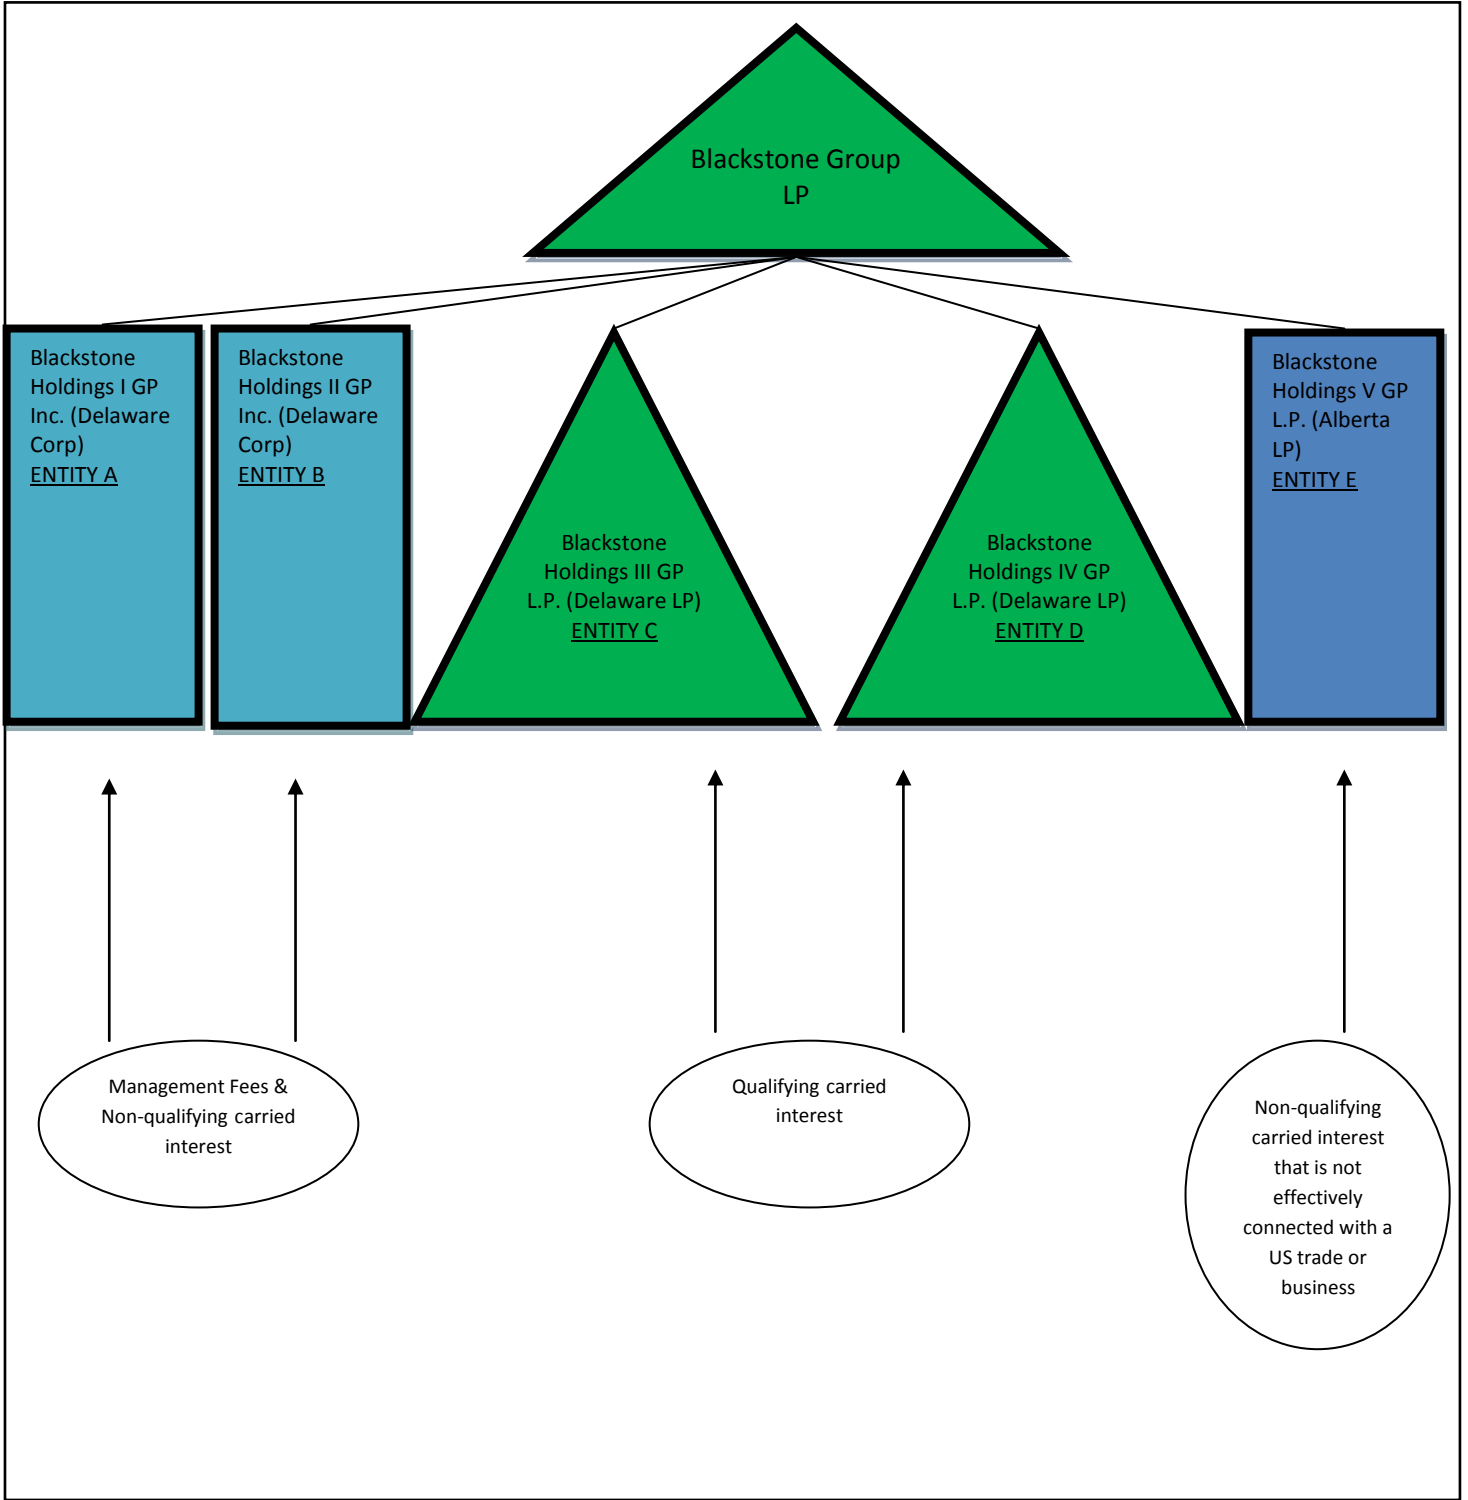 Blackstone Group
LP
Blackstone
Holdings I GP
Inc. (Delaware
Corp)
ENTITY A
Blackstone
Holdings II GP
Inc. (Delaware
Corp)
ENTITY B
Blackstone
Holdings III GP
L.P. (Delaware LP)
ENTITY C
Blackstone
Holdings IV GP
L.P. (Delaware LP)
ENTITY D
Blackstone
Holdings V GP
L.P. (Alberta
LP)
ENTITY E
Management Fees &
Non-qualifying carried
interest
Qualifying carried
interest
Non-qualifying
carried interest
that is not
effectively
connected with a
US trade or
business